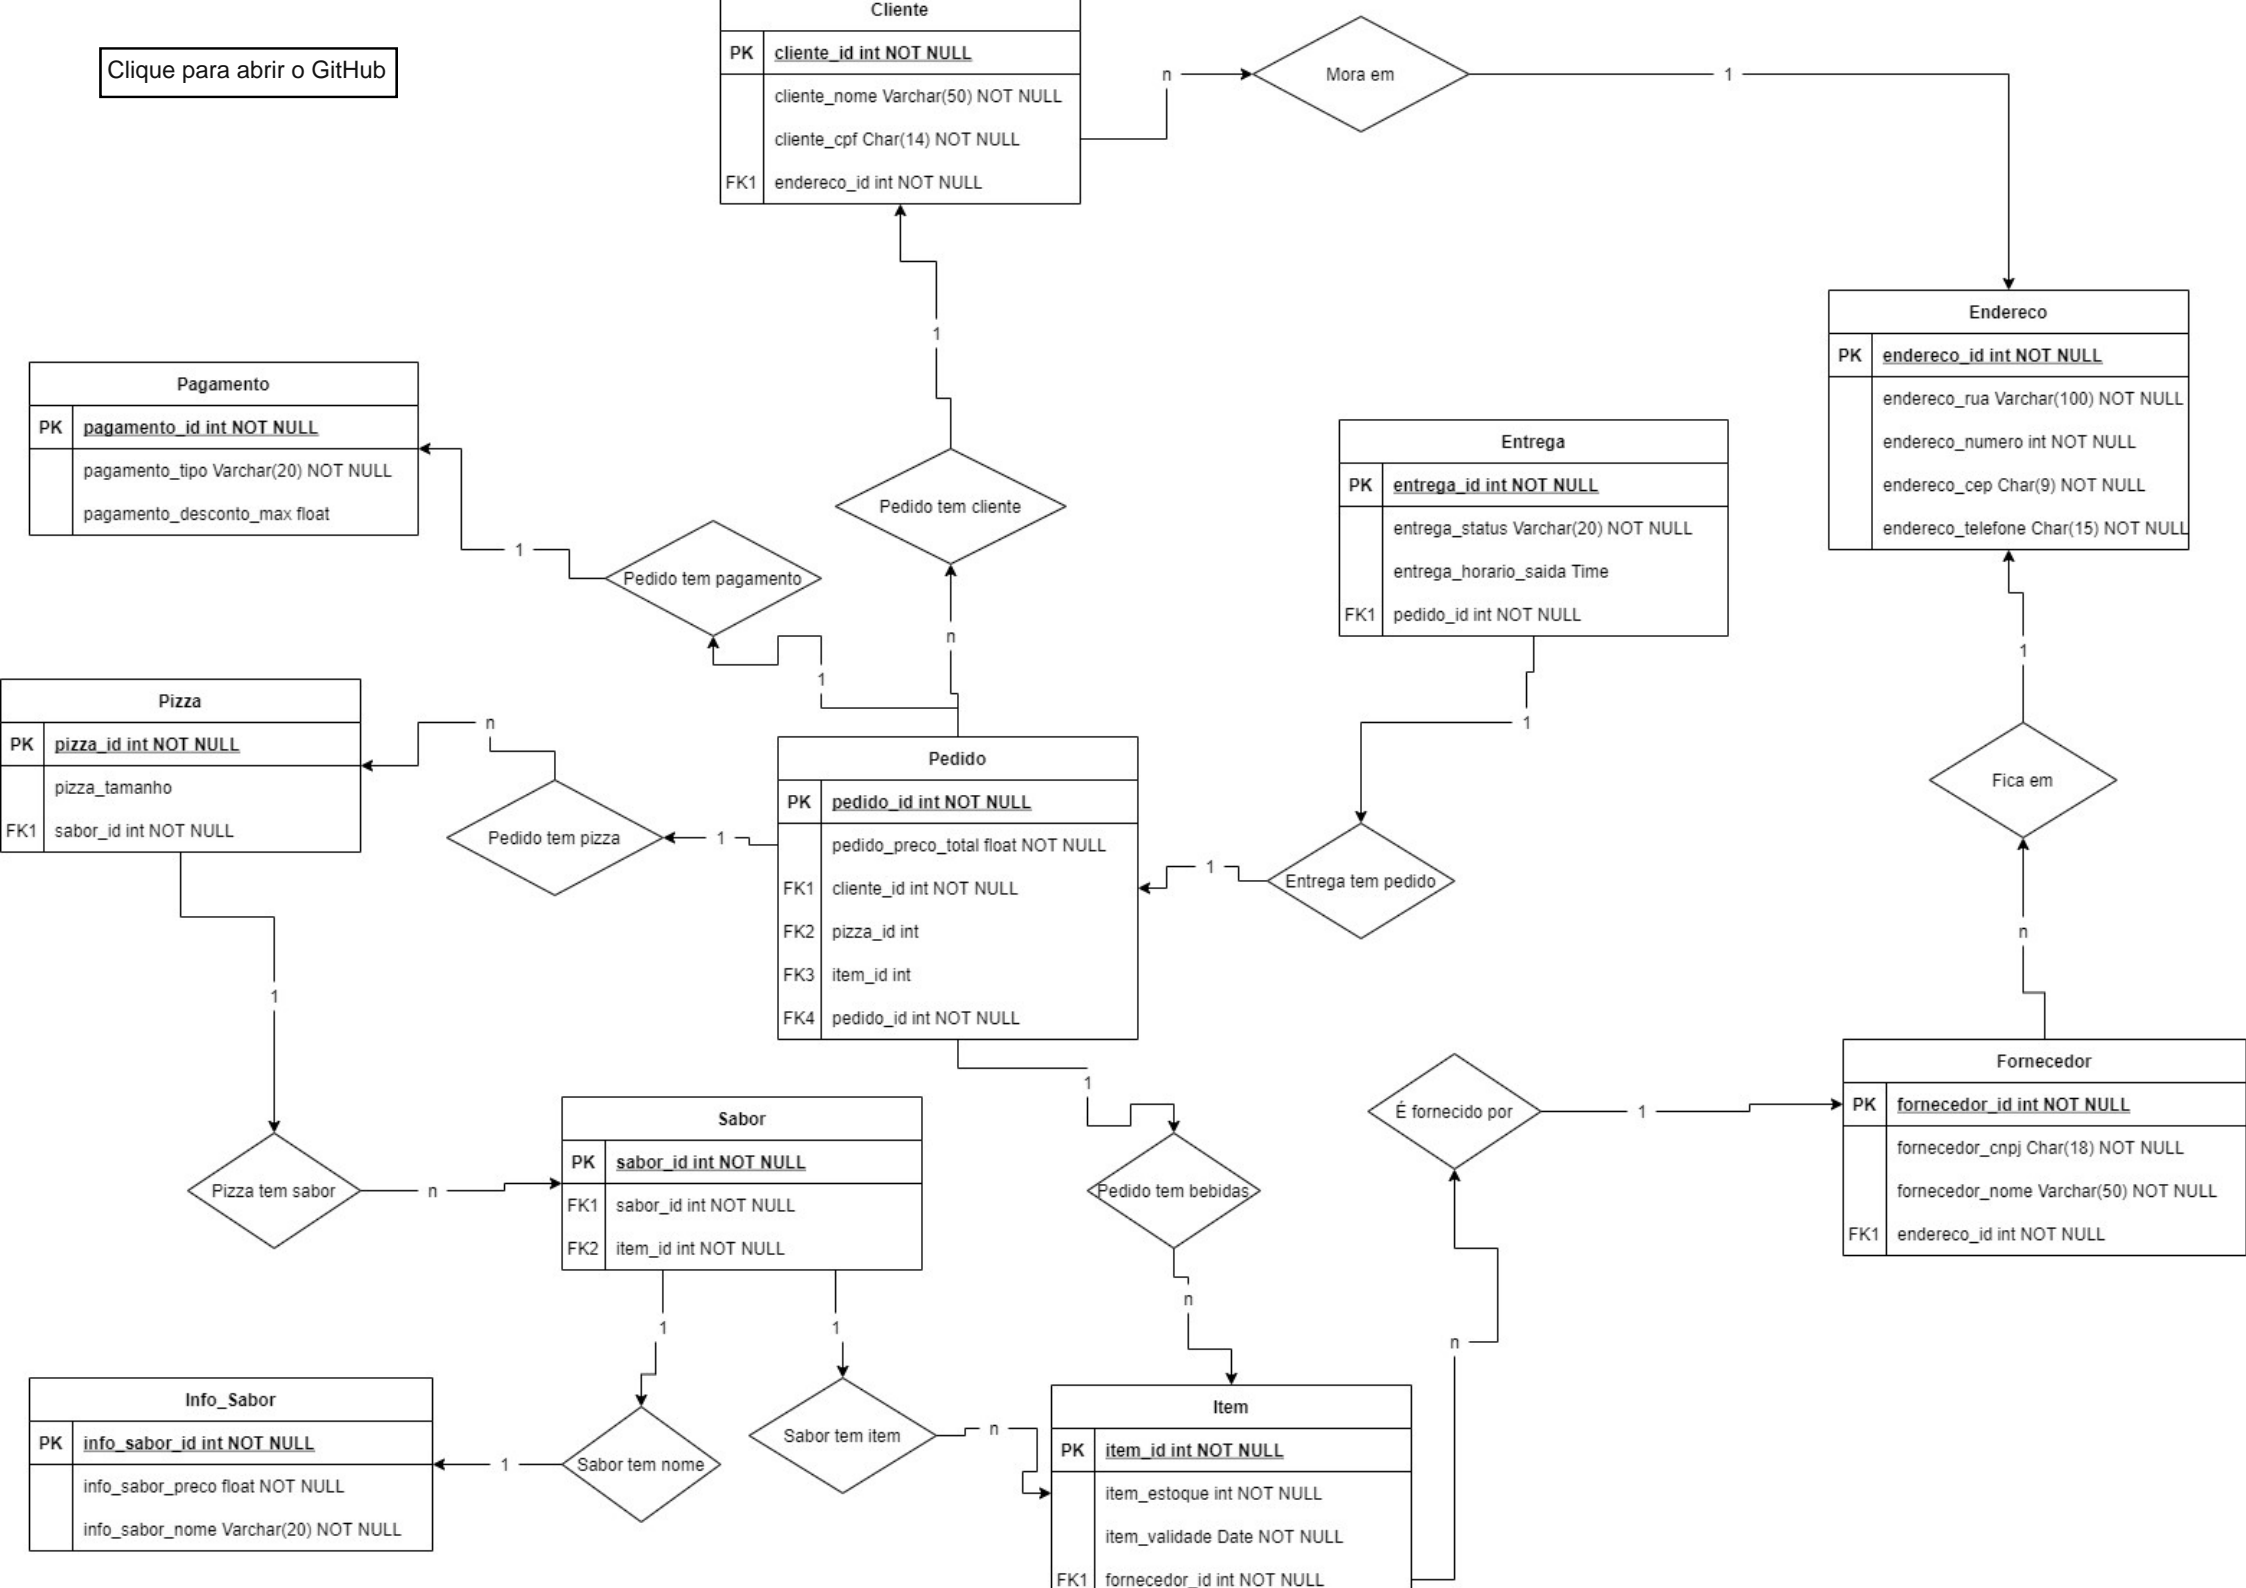 Clique para abrir o GitHub
Cliente
PK cliente_id int NOT NULL
cliente_nome Varchar(50) NOT NULL
cliente_cpf Char(14) NOT NULL
FK1 endereco_id int NOT NULL
n
Mora em
1
Endereco
PK endereco_id int NOT NULL
endereco_rua Varchar(100) NOT NULL
endereco_numero int NOT NULL
endereco_cep Char(9) NOT NULL
endereco_telefone Char(15) NOT NULL
1
Pagamento
PK pagamento_id int NOT NULL
pagamento_tipo Varchar(20) NOT NULL
pagamento_desconto_max float
Pedido tem cliente
Entrega
PK entrega_id int NOT NULL
entrega_status Varchar(20) NOT NULL
entrega_horario_saida Time
FK1 pedido_id int NOT NULL
1
Pedido tem pagamento
n
1
1
1
Pizza
PK pizza_id int NOT NULL
pizza_tamanho
FK1 sabor_id int NOT NULL
n
Pedido tem pizza
1
Pedido
PK pedido_id int NOT NULL
pedido_preco_total float NOT NULL
FK1 cliente_id int NOT NULL
FK2 pizza_id int
FK3 item_id int
FK4 pedido_id int NOT NULL
1
Entrega tem pedido
Fica em
n
1
1
Fornecedor
PK fornecedor_id int NOT NULL
fornecedor_cnpj Char(18) NOT NULL
fornecedor_nome Varchar(50) NOT NULL
FK1 endereco_id int NOT NULL
É fornecido por
1
Sabor
PK sabor_id int NOT NULL
FK1 sabor_id int NOT NULL
FK2 item_id int NOT NULL
Pizza tem sabor
n
Pedido tem bebidas
n
1
1
n
Info_Sabor
PK info_sabor_id int NOT NULL
info_sabor_preco float NOT NULL
info_sabor_nome Varchar(20) NOT NULL
1
Sabor tem nome
Sabor tem item
n
Item
PK item_id int NOT NULL
item_estoque int NOT NULL
item_validade Date NOT NULL
FK1 fornecedor_id int NOT NULL